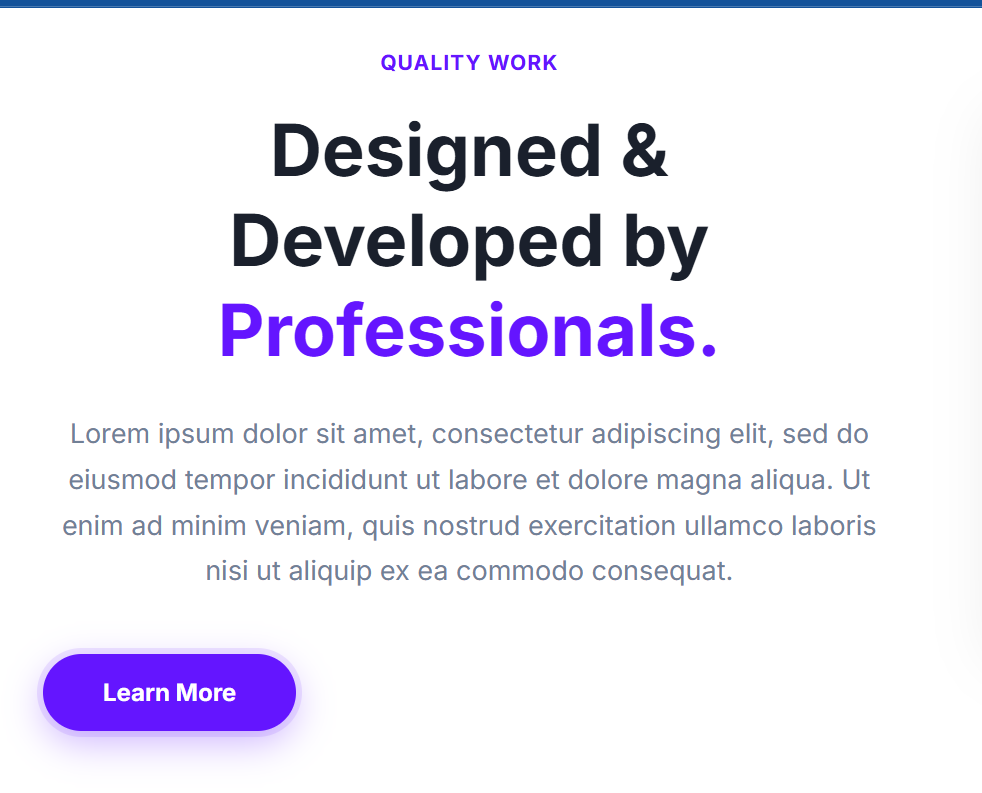 QUALITY WORK
Designed &
Developed by
Professionals.
Lorem ipsum dolor sit amet, consectetur adipiscing elit, sed do
eiusmod tempor incididunt ut labore et dolore magna aliqua. Ut
enim ad minim veniam, quis nostrud exercitation ullamco laboris
nisi ut aliquip ex ea commodo consequat.
Learn More